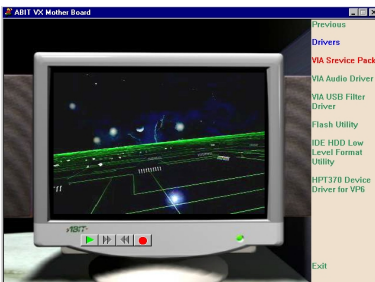 ABIT VX Mother Board
Previous
Drivers
VIA Srevice Pack
VIA Audio Driver
VIA USB Filter
Driver
Flash Utility
IDE HDD Low
Level Format
Utility
HPT370 Device
Driver for VP6
ABIT
Exit